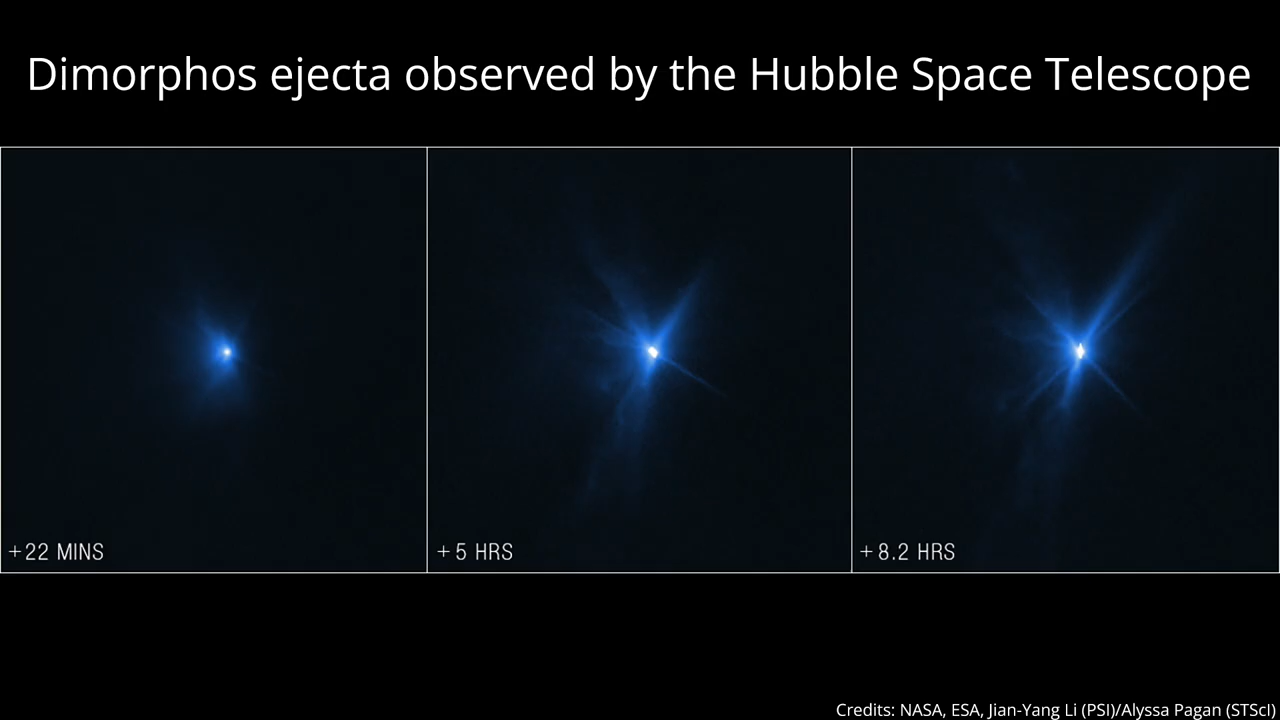 Dimorphos ejecta observed by the Hubble Space Telescope
+22 MINS
+5 HRS
+8.2 HRS
Credits: NASA, ESA, Jian-Yang Li (PSI)/Alyssa Pagan (STScI)